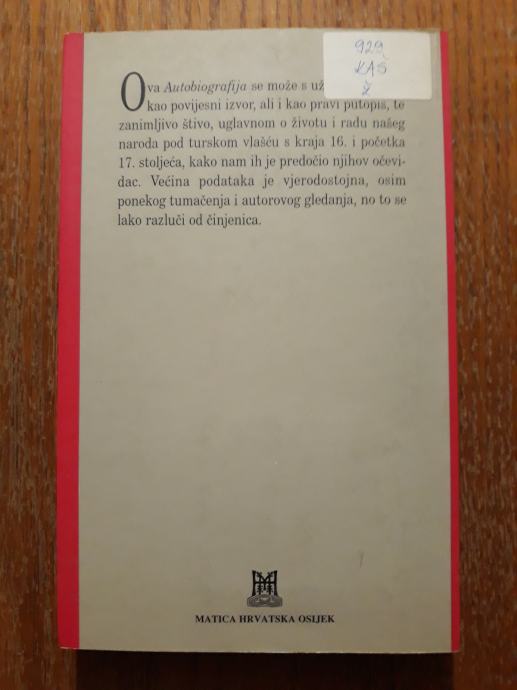 929
KAŠ
Ž
Ova Autobiografija se može s už
kao povijesni izvor, ali i kao pravi putopis, te
zanimljivo štivo, uglavnom o životu i radu našeg
naroda pod turskom vlašću s kraja 16. i početka
17. stoljeća, kako nam ih je predočio njihov očevi-
dac. Većina podataka je vjerodostojna, osim
ponekog tumačenja i autorovog gledanja, no to se
lako razluči od činjenica.
MATICA HRVATSKA OSIJEK